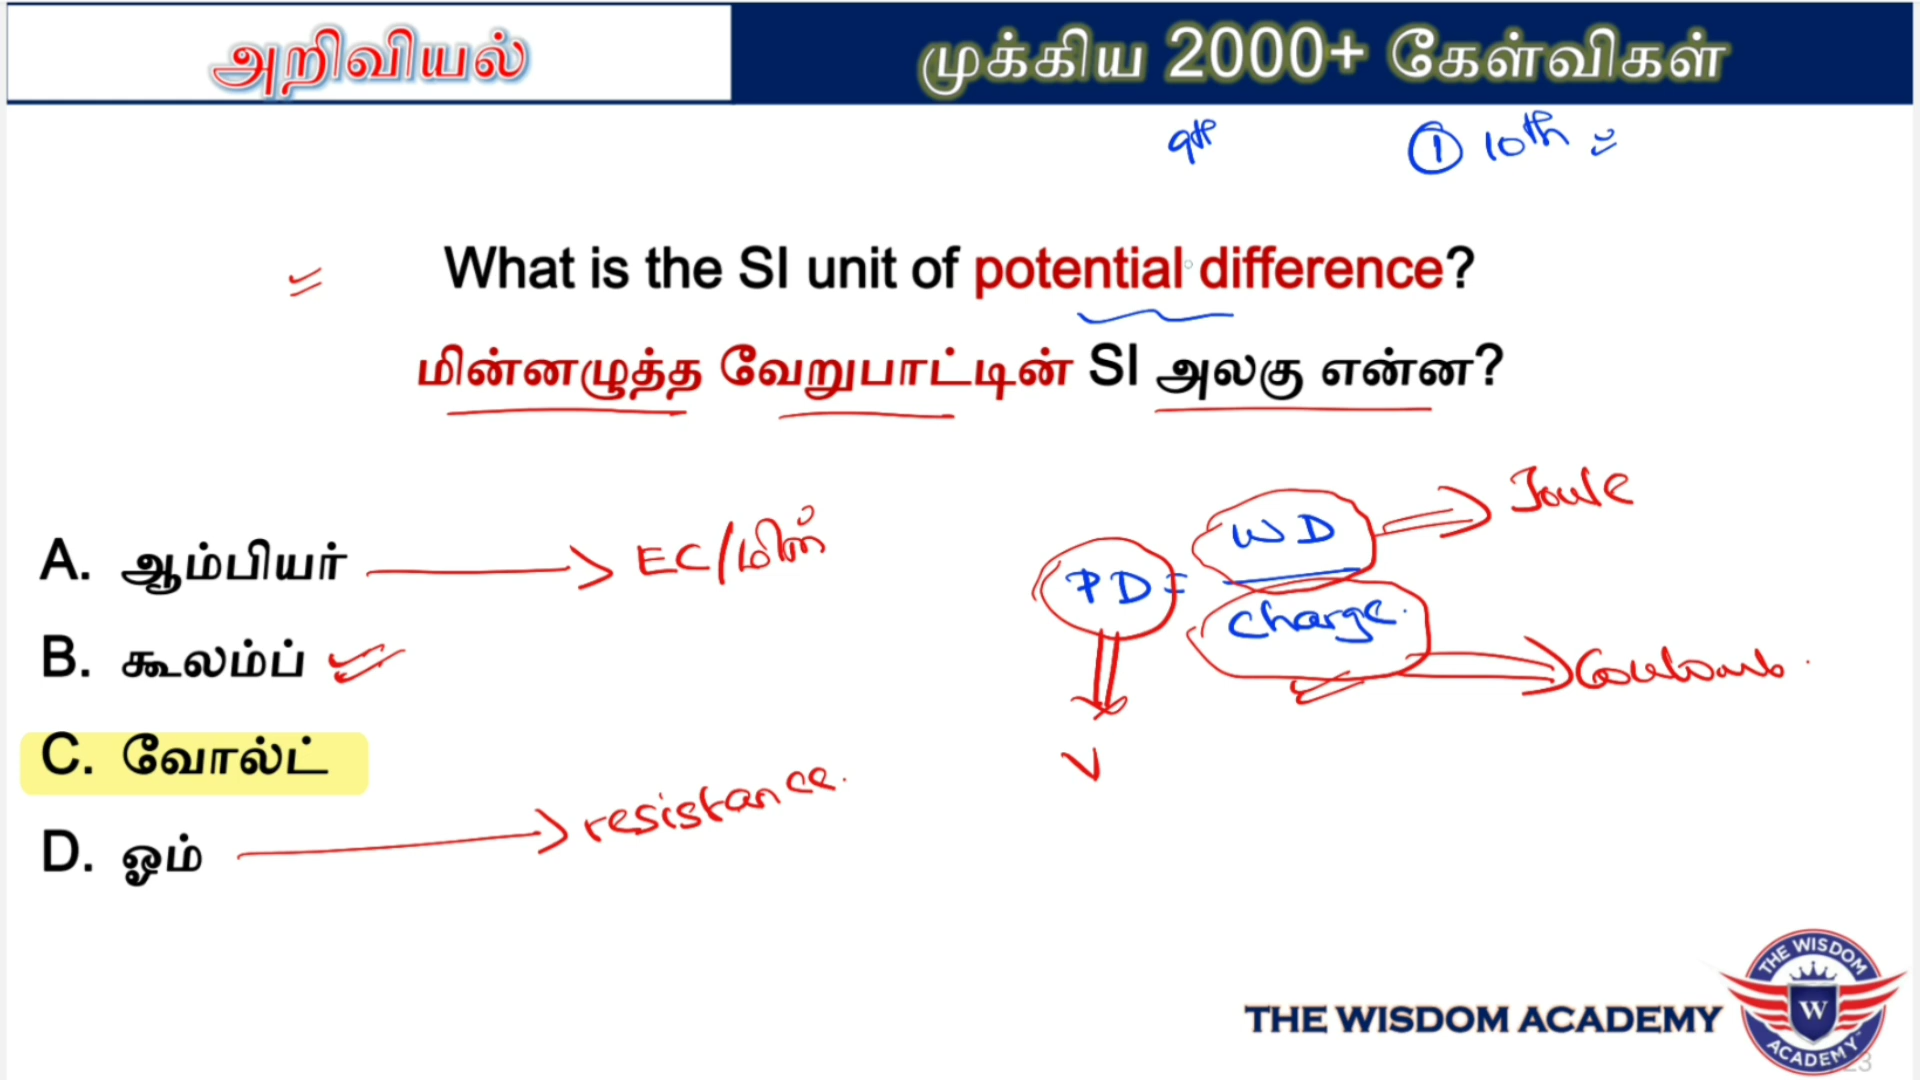 அறிவியல்
முக்கிய 2000+ கேள்விகள்
9th
① 10th
What is the SI unit of potential difference?
மின்னழுத்த வேறுபாட்டின் SI அலகு என்ன?
A. ஆம்பியர்
EC/மின்
B. கூலம்ப்
C. வோல்ட்
D. ஓம்
resistance.
PD = WD
Charge.
Joule
Coulomb.
V
THE WISDOM ACADEMY
THE WISDOM
W
ACADEMY